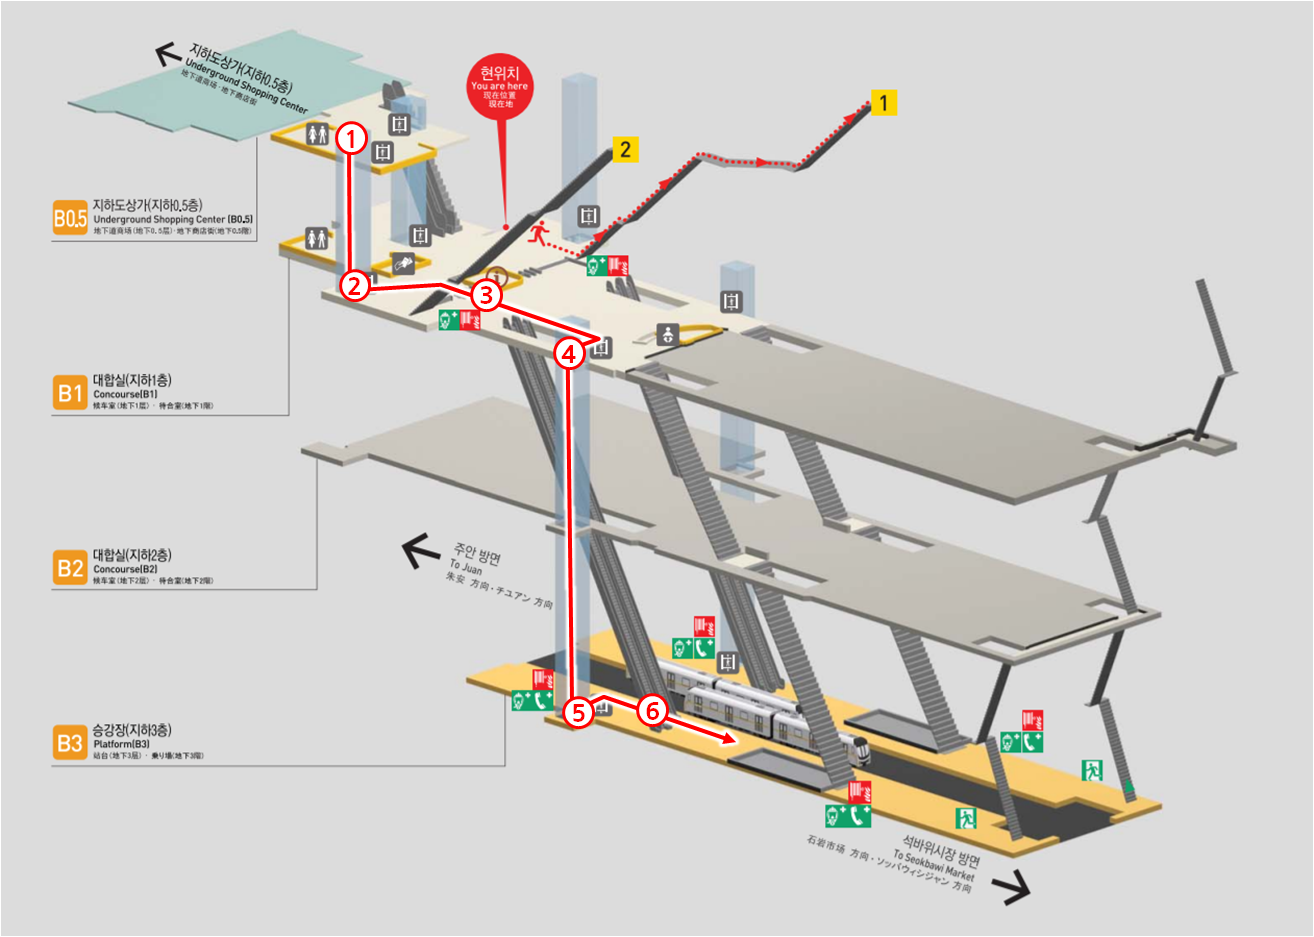 지하도상가(지하0.5층)
Underground Shopping Center
地下道商场 · 地下商店街
현위치
You are here
现在位置
現在地
1
2
1
2
3
4
5
6
B0.5
지하도상가(지하0.5층)
Underground Shopping Center (B0.5)
地下道商场(地下0.5层) · 地下商店街(地下0.5階)
B1
대합실(지하1층)
Concourse(B1)
候车室(地下1层) · 待合室(地下1階)
B2
대합실(지하2층)
Concourse(B2)
候车室(地下2层) · 待合室(地下2階)
주안 방면
To Juan
朱安 方向 · チュアン 方向
B3
승강장(지하3층)
Platform(B3)
站台(地下3层) · 乗り場(地下3階)
석바위시장 방면
To Seokbawi Market
石岩市场 方向 · ソッパウィシジャン 方向